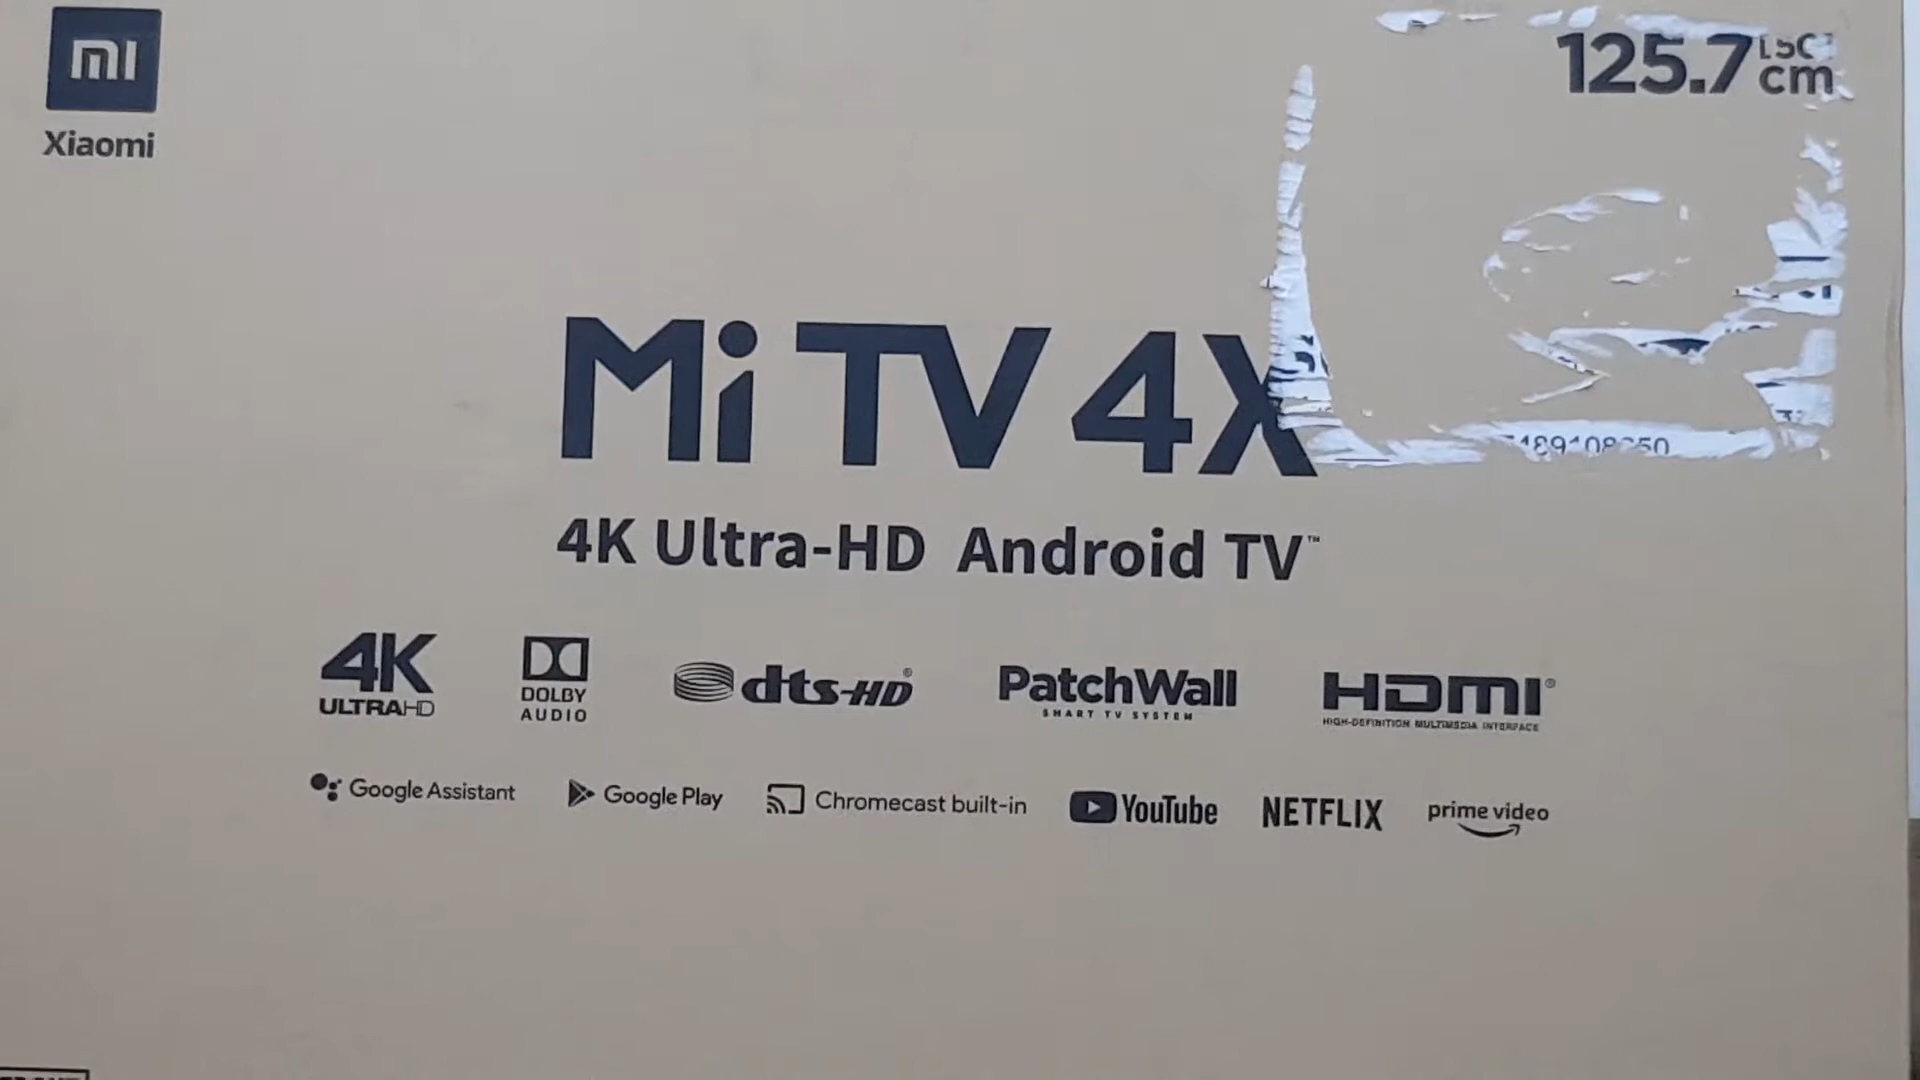 mi
Xiaomi
125.7 cm
Mi TV 4X
4K Ultra-HD Android TV™
4K ULTRAHD
DOLBY AUDIO
dts-HD®
PatchWall
SMART TV SYSTEM
HDMI®
HIGH-DEFINITION MULTIMEDIA INTERFACE
Google Assistant
Google Play
Chromecast built-in
YouTube
NETFLIX
prime video